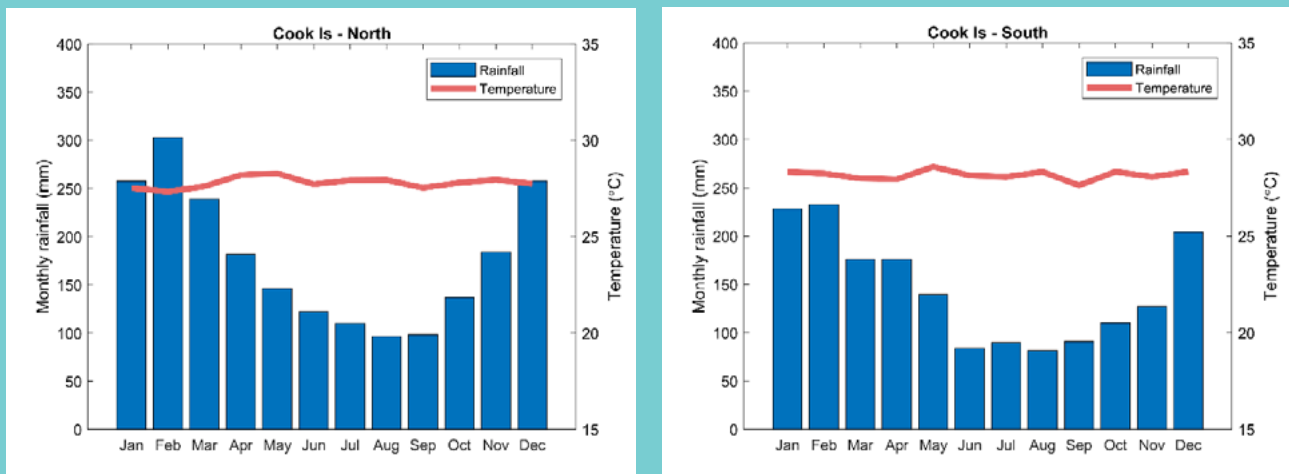 Cook Is - North
400
350
300
250
200
150
100
50
0
Monthly rainfall (mm)
35
30
25
20
15
Temperature (°C)
Rainfall
Temperature
Jan Feb Mar Apr May Jun Jul Aug Sep Oct Nov Dec
Cook Is - South
400
350
300
250
200
150
100
50
0
Monthly rainfall (mm)
35
30
25
20
15
Temperature (°C)
Rainfall
Temperature
Jan Feb Mar Apr May Jun Jul Aug Sep Oct Nov Dec